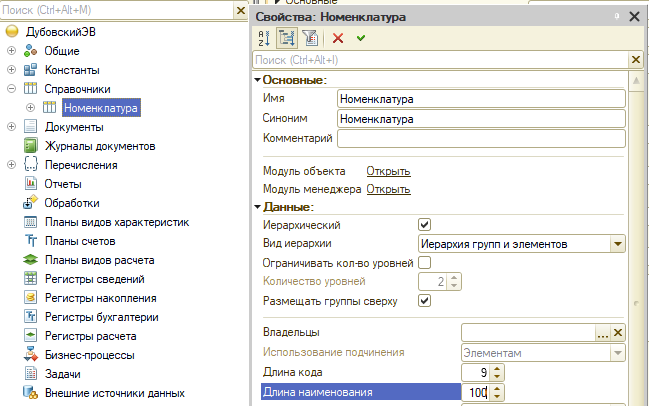 Поиск (Ctrl+Alt+M)
ДубовскийЭВ
Общие
Константы
Справочники
Номенклатура
Документы
Журналы документов
Перечисления
Отчеты
Обработки
Планы видов характеристик
Планы счетов
Планы видов расчета
Регистры сведений
Регистры накопления
Регистры бухгалтерии
Регистры расчета
Бизнес-процессы
Задачи
Внешние источники данных
Свойства: Номенклатура
Поиск (Ctrl+Alt+I)
Основные:
Имя Номенклатура
Синоним Номенклатура
Комментарий
Модуль объекта Открыть
Модуль менеджера Открыть
Данные:
Иерархический
Вид иерархии Иерархия групп и элементов
Ограничивать кол-во уровней
Количество уровней 2
Размещать группы сверху
Владельцы ...
Использование подчинения Элементам
Длина кода 9
Длина наименования 100